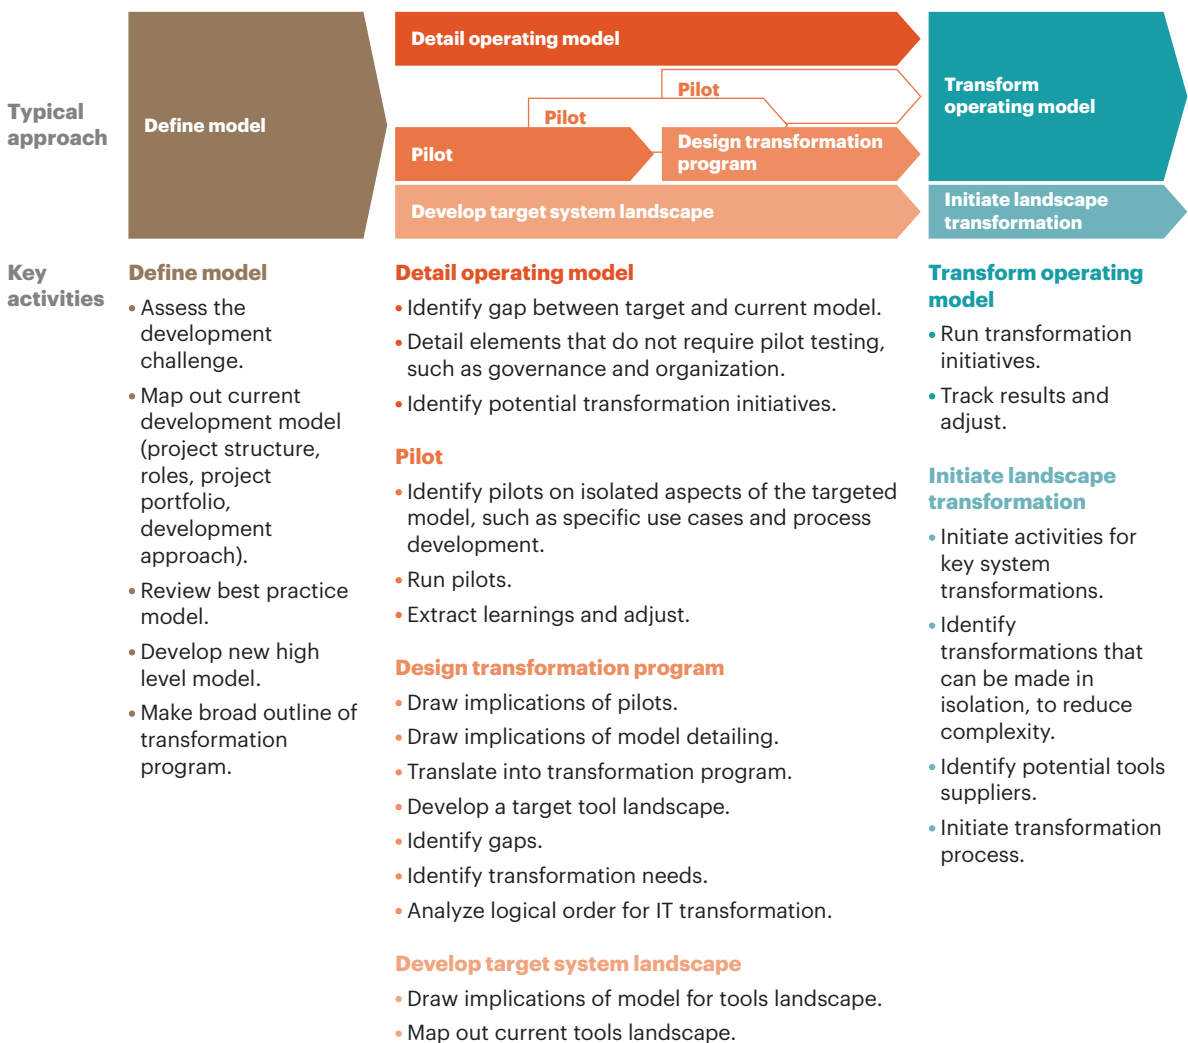 Typical
approach
Define model
Detail operating model
Pilot
Pilot
Pilot
Design transformation
program
Develop target system landscape
Transform
operating model
Initiate landscape
transformation
Key
activities
Define model
• Assess the
development
challenge.
• Map out current
development model
(project structure,
roles, project
portfolio,
development
approach).
• Review best practice
model.
• Develop new high
level model.
• Make broad outline of
transformation
program.
Detail operating model
• Identify gap between target and current model.
• Detail elements that do not require pilot testing,
such as governance and organization.
• Identify potential transformation initiatives.
Pilot
• Identify pilots on isolated aspects of the targeted
model, such as specific use cases and process
development.
• Run pilots.
• Extract learnings and adjust.
Design transformation program
• Draw implications of pilots.
• Draw implications of model detailing.
• Translate into transformation program.
• Develop a target tool landscape.
• Identify gaps.
• Identify transformation needs.
• Analyze logical order for IT transformation.
Develop target system landscape
• Draw implications of model for tools landscape.
• Map out current tools landscape.
Transform operating
model
• Run transformation
initiatives.
• Track results and
adjust.
Initiate landscape
transformation
• Initiate activities for
key system
transformations.
• Identify
transformations that
can be made in
isolation, to reduce
complexity.
• Identify potential tools
suppliers.
• Initiate transformation
process.